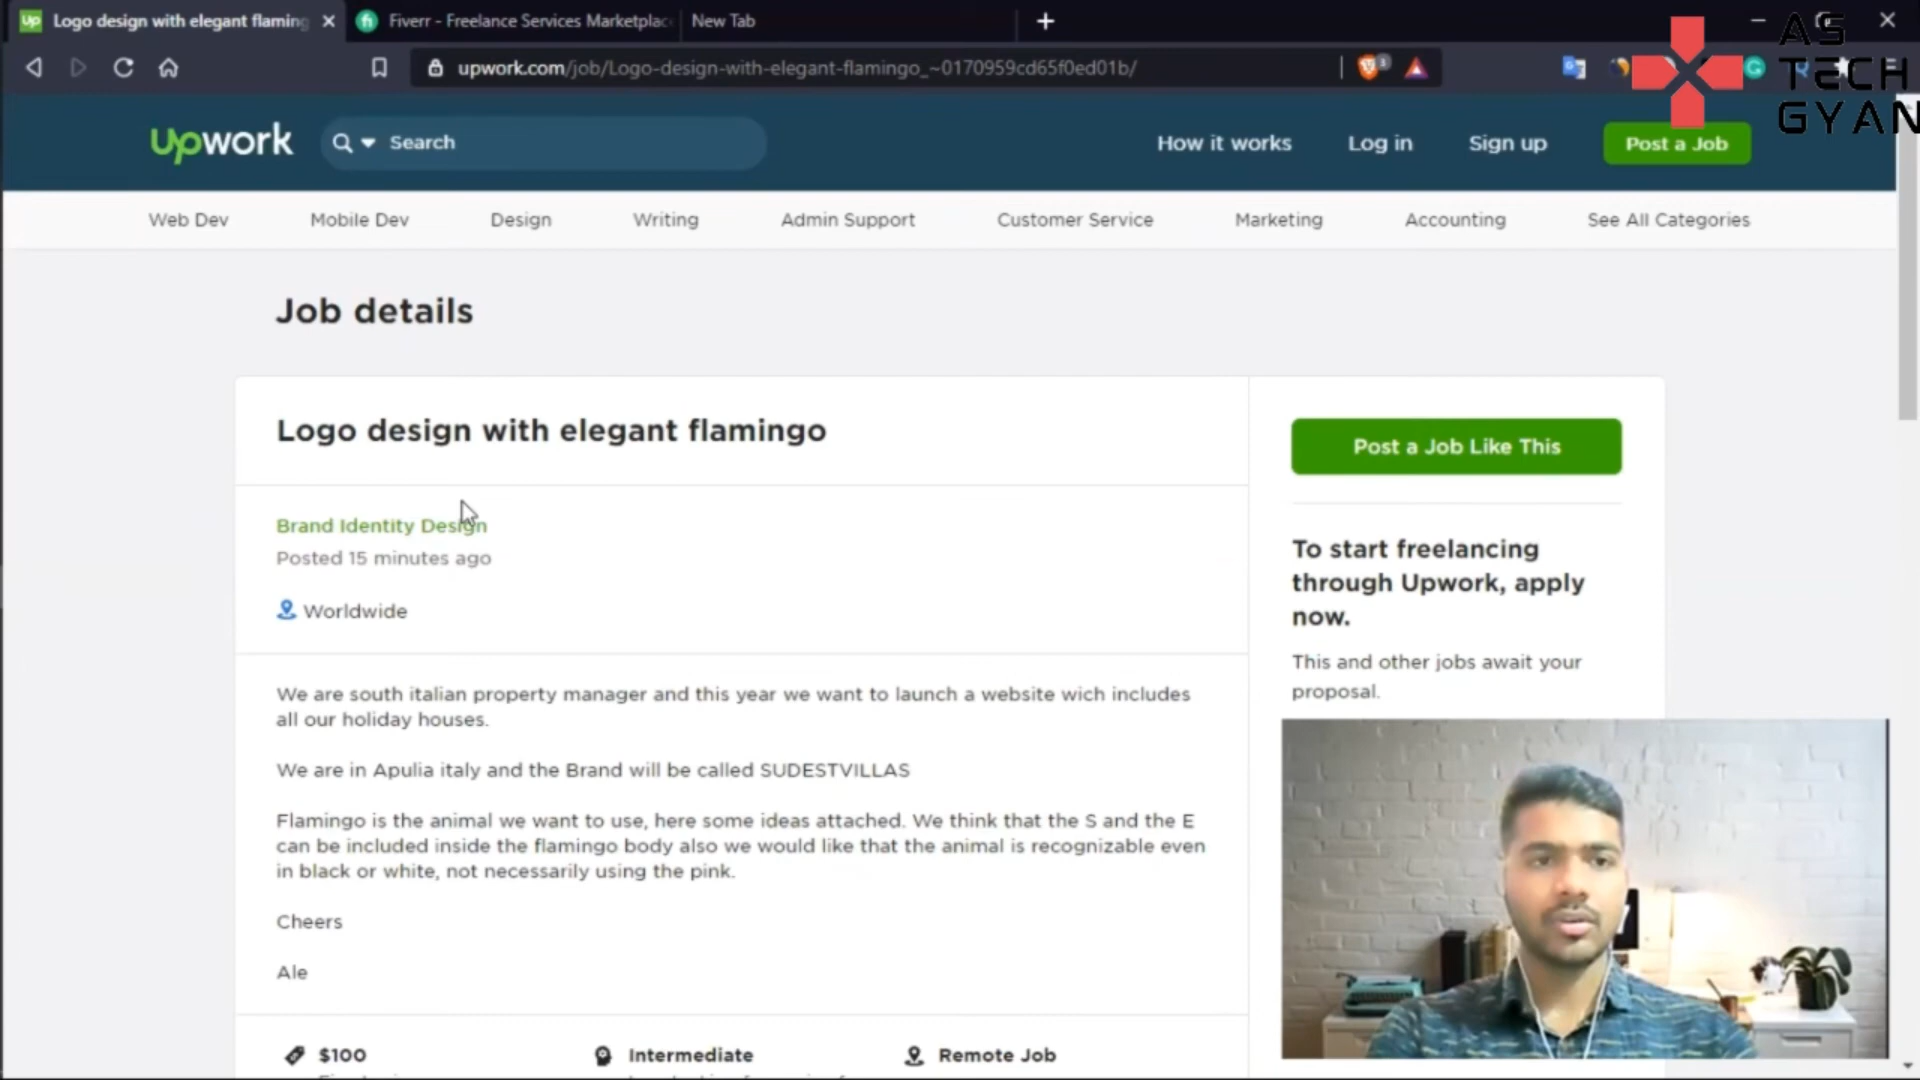 Logo design with elegant flaming
Fiverr - Freelance Services Marketplac
New Tab
upwork.com/job/Logo-design-with-elegant-flamingo_~0170959cd65f0ed01b/
AS
TECH
GYAN
upwork
Search
How it works
Log in
Sign up
Post a Job
Web Dev
Mobile Dev
Design
Writing
Admin Support
Customer Service
Marketing
Accounting
See All Categories
Job details
Logo design with elegant flamingo
Post a Job Like This
Brand Identity Design
Posted 15 minutes ago
Worldwide
To start freelancing
through Upwork, apply
now.
This and other jobs await your
proposal.
We are south italian property manager and this year we want to launch a website wich includes
all our holiday houses.
We are in Apulia italy and the Brand will be called SUDESTVILLAS
Flamingo is the animal we want to use, here some ideas attached. We think that the S and the E
can be included inside the flamingo body also we would like that the animal is recognizable even
in black or white, not necessarily using the pink.
Cheers
Ale
$100
Intermediate
Remote Job